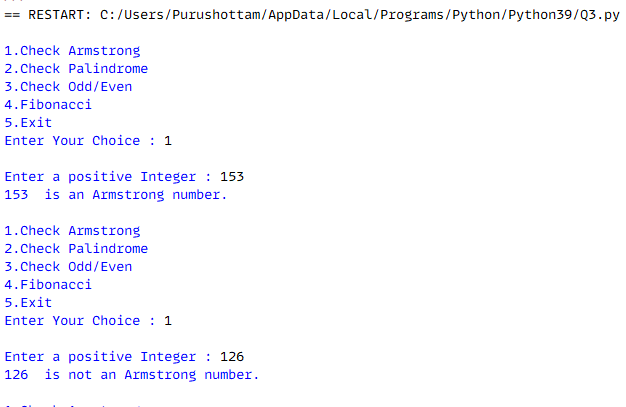 == RESTART: C:/Users/Purushottam/AppData/Local/Programs/Python/Python39/Q3.py
1.Check Armstrong
2.Check Palindrome
3.Check Odd/Even
4.Fibonacci
5.Exit
Enter Your Choice : 1
Enter a positive Integer : 153
153  is an Armstrong number.
1.Check Armstrong
2.Check Palindrome
3.Check Odd/Even
4.Fibonacci
5.Exit
Enter Your Choice : 1
Enter a positive Integer : 126
126  is not an Armstrong number.